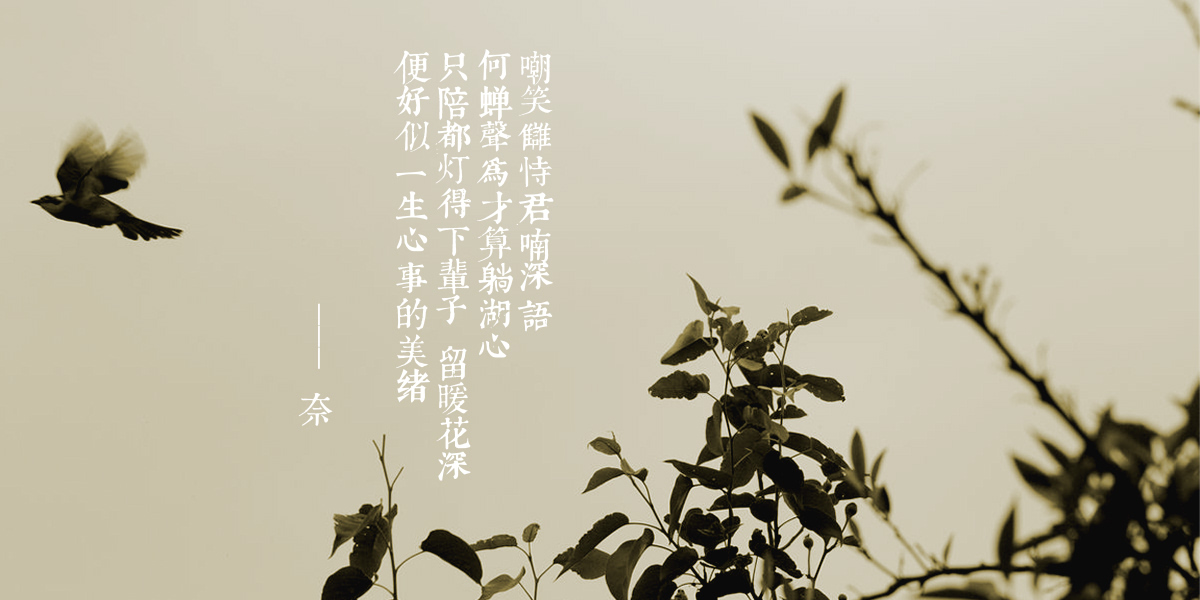 嘲笑雠恃君喃深語
何蝉聲爲才算躺湖心
只陪都灯得下輩子 留暖花深
便好似一生心事的美绪
——奈